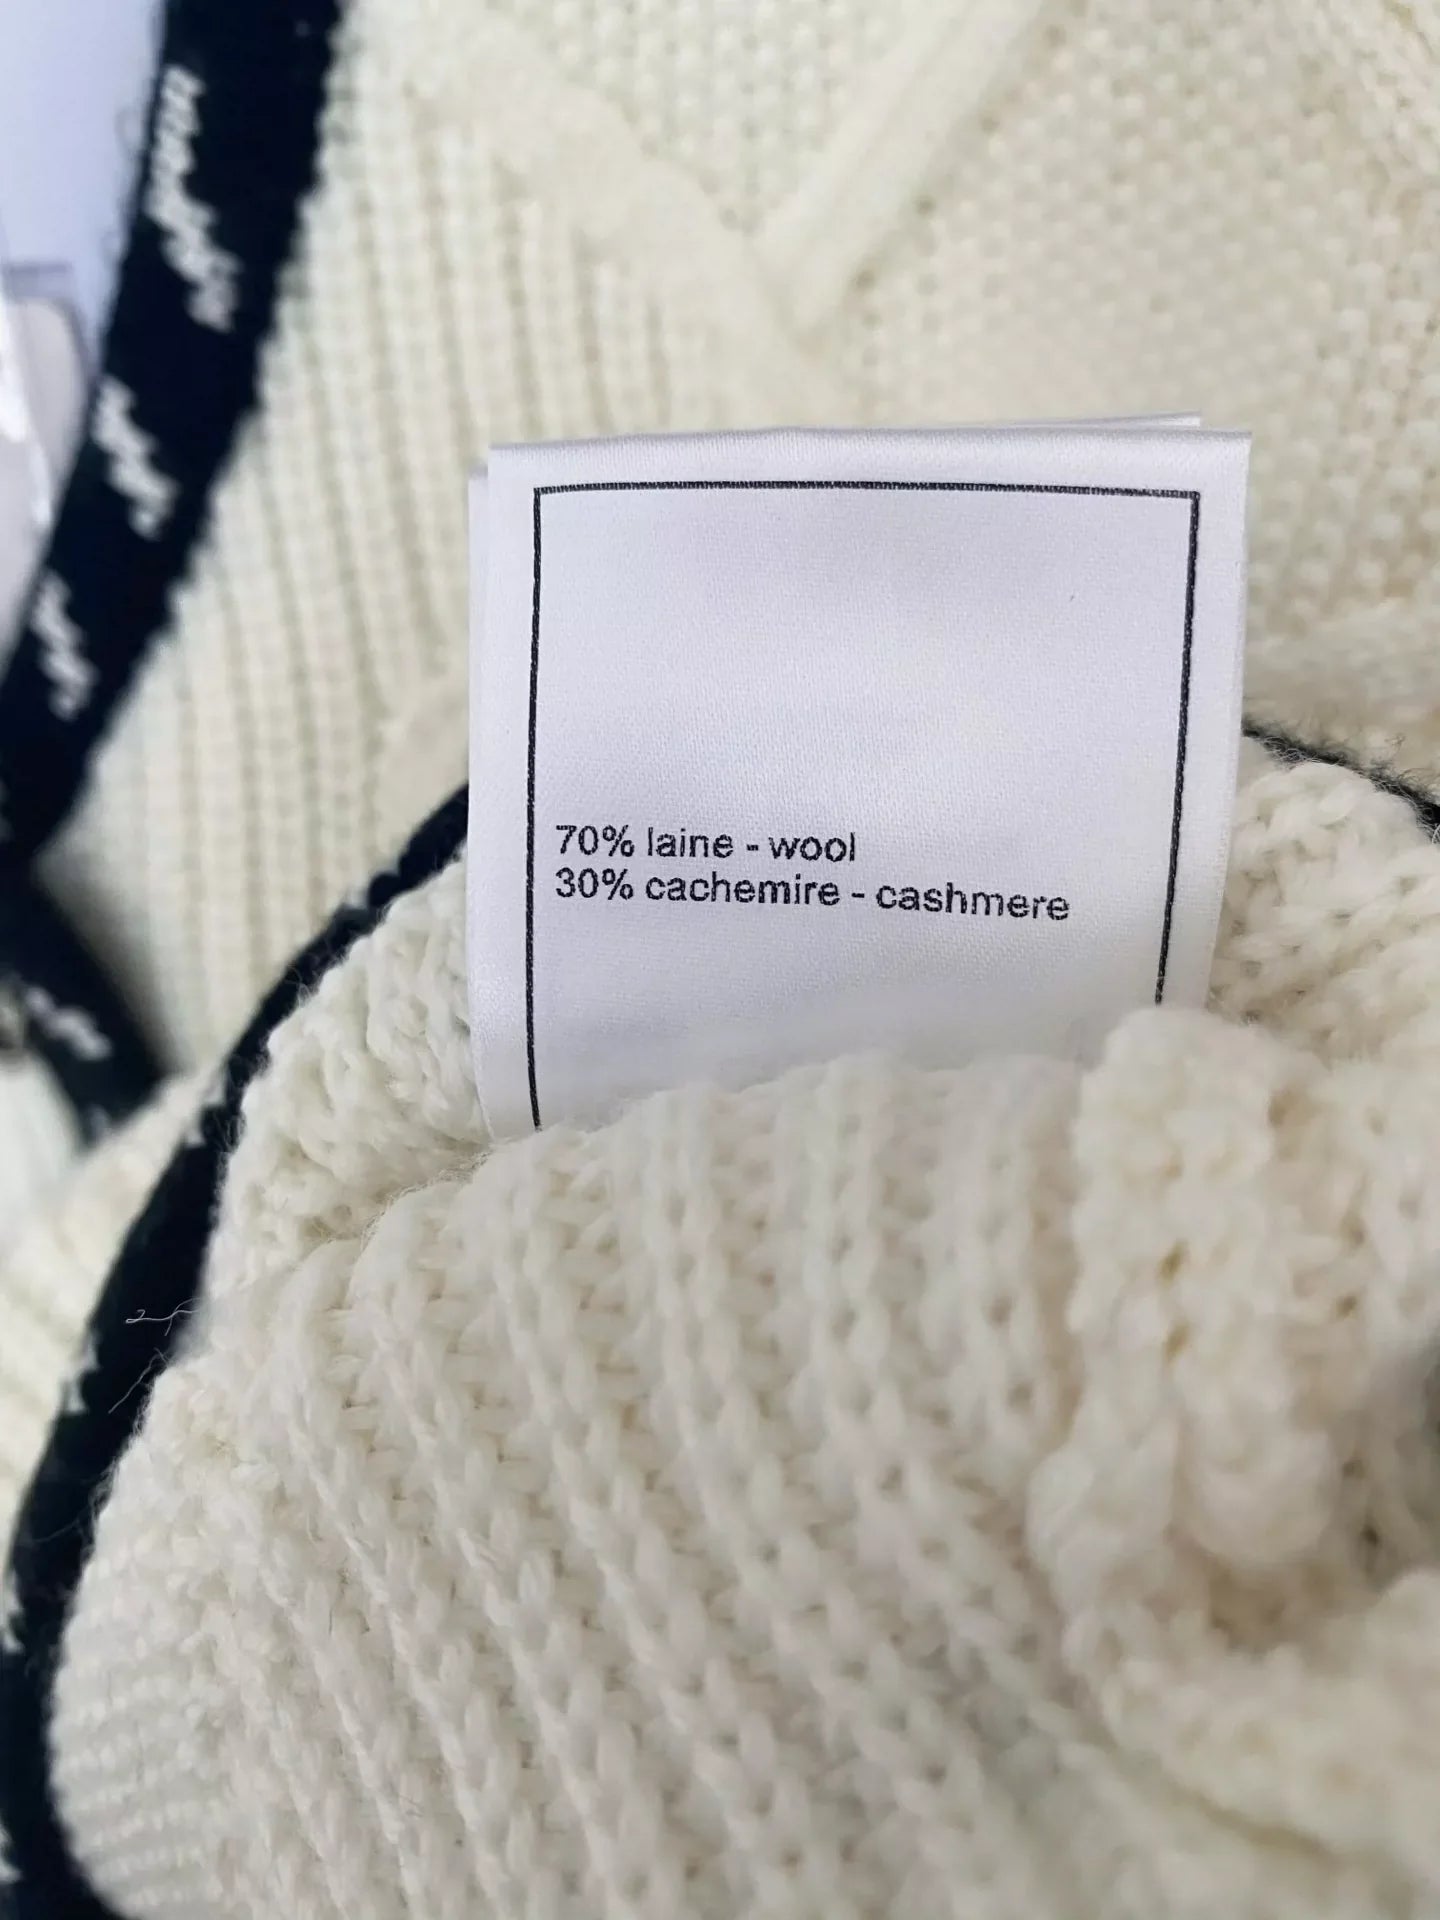 70% laine - wool
30% cachemire - cashmere